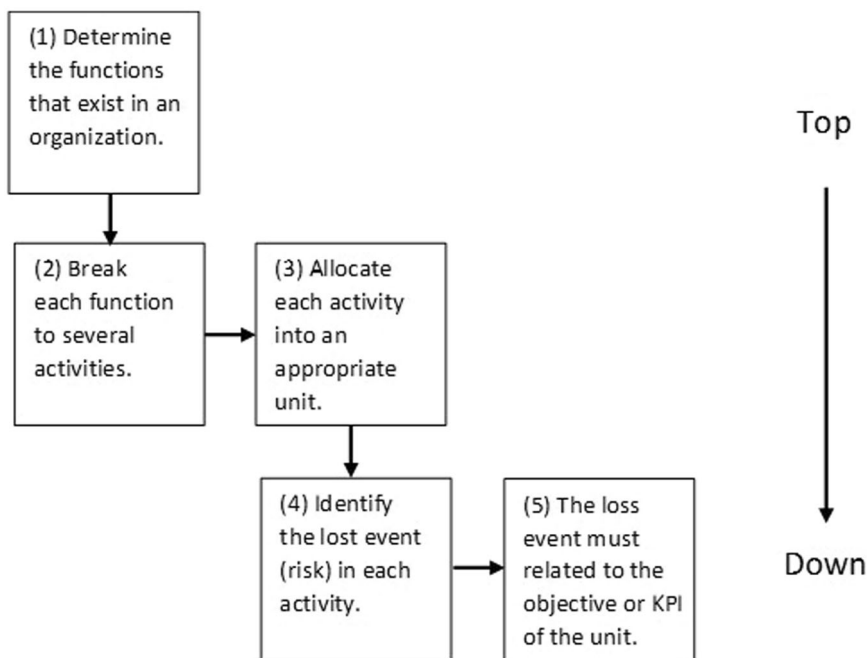 (1) Determine
the functions
that exist in an
organization.
Top
(2) Break
each function
to several
activities.
(3) Allocate
each activity
into an
appropriate
unit.
(4) Identify
the lost event
(risk) in each
activity.
(5) The loss
event must
related to the
objective or KPI
of the unit.
Down